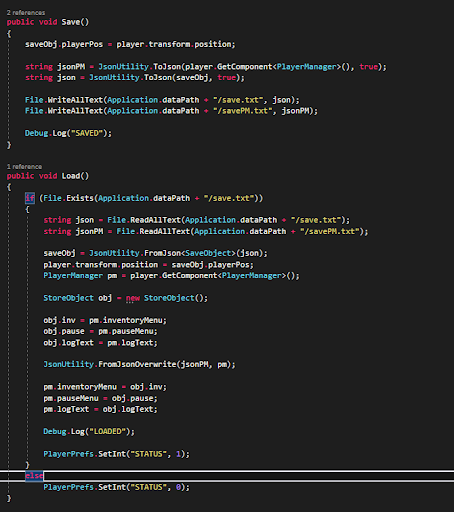 2 references
public void Save()
{
saveObj.playerPos = player.transform.position;
string jsonPM = JsonUtility.ToJson(player.GetComponent<PlayerManager>(), true);
string json = JsonUtility.ToJson(saveObj, true);
File.WriteAllText(Application.dataPath + "/save.txt", json);
File.WriteAllText(Application.dataPath + "/savePM.txt", jsonPM);
Debug.Log("SAVED");
}
1 reference
public void Load()
{
if (File.Exists(Application.dataPath + "/save.txt"))
{
string json = File.ReadAllText(Application.dataPath + "/save.txt");
string jsonPM = File.ReadAllText(Application.dataPath + "/savePM.txt");
saveObj = JsonUtility.FromJson<SaveObject>(json);
player.transform.position = saveObj.playerPos;
PlayerManager pm = player.GetComponent<PlayerManager>();
StoreObject obj = new StoreObject();
obj.inv = pm.inventoryMenu;
obj.pause = pm.pauseMenu;
obj.logText = pm.logText;
JsonUtility.FromJsonOverwrite(jsonPM, pm);
pm.inventoryMenu = obj.inv;
pm.pauseMenu = obj.pause;
pm.logText = obj.logText;
Debug.Log("LOADED");
PlayerPrefs.SetInt("STATUS", 1);
}
else
PlayerPrefs.SetInt("STATUS", 0);
}